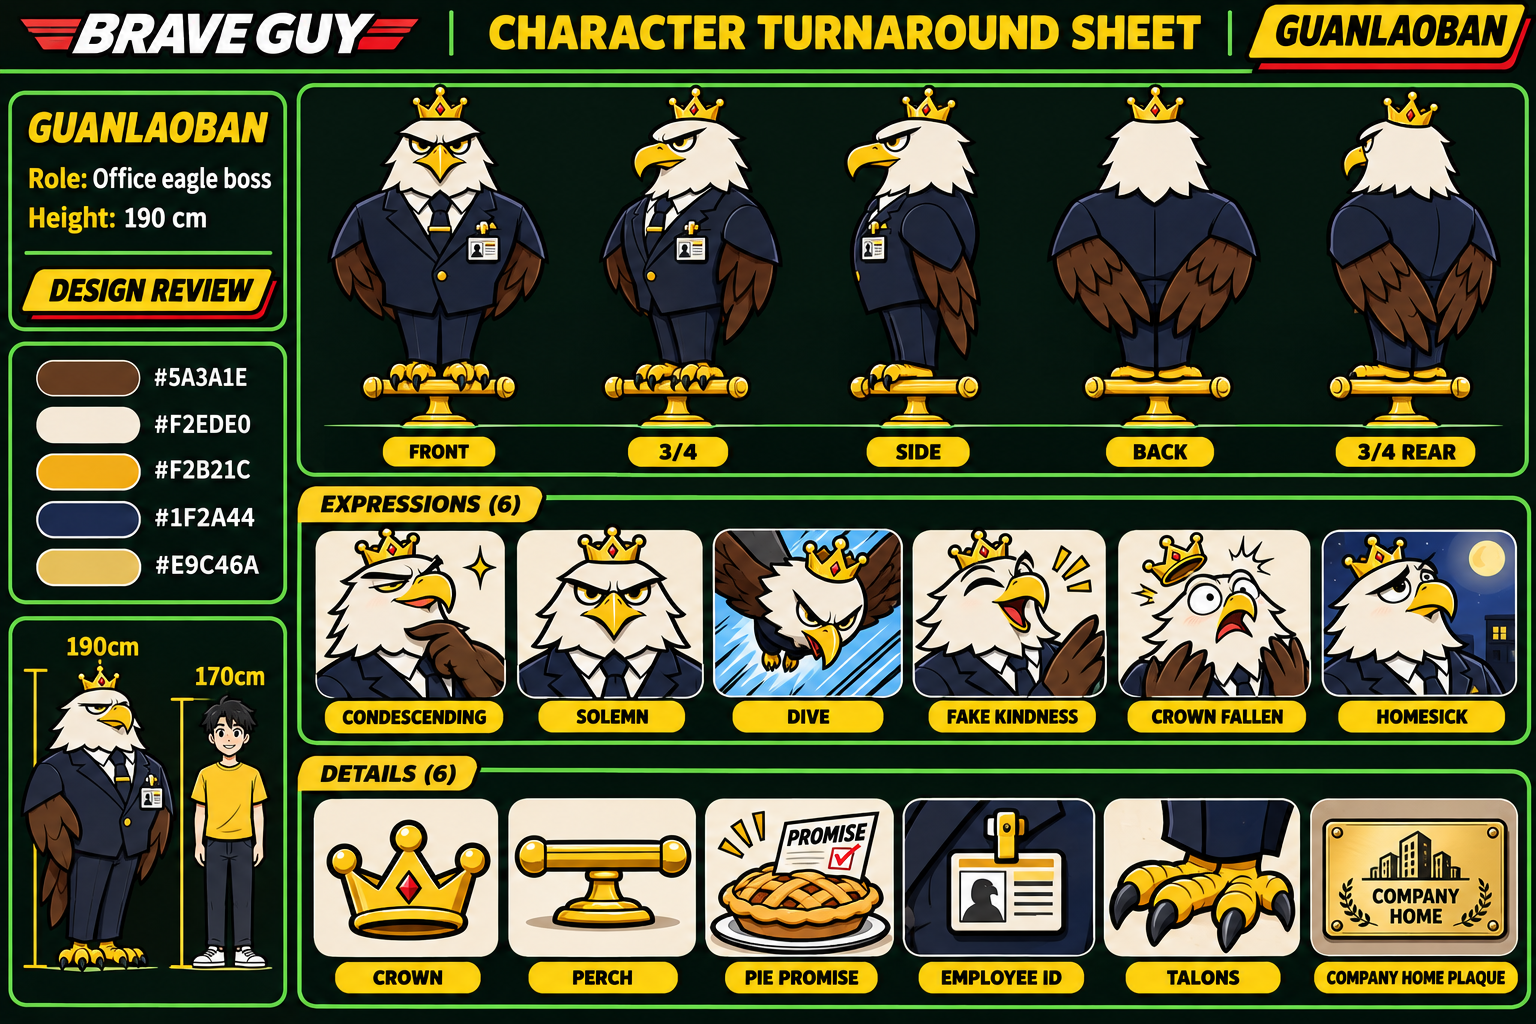 BRAVE GUY
CHARACTER TURNAROUND SHEET
GUANLAOBAN
GUANLAOBAN
Role: Office eagle boss
Height: 190 cm
DESIGN REVIEW
#5A3A1E
#F2EDE0
#F2B21C
#1F2A44
#E9C46A
190cm
170cm
FRONT
3/4
SIDE
BACK
3/4 REAR
EXPRESSIONS (6)
CONDESCENDING
SOLEMN
DIVE
FAKE KINDNESS
CROWN FALLEN
HOMESICK
DETAILS (6)
PROMISE
COMPANY
HOME
CROWN
PERCH
PIE PROMISE
EMPLOYEE ID
TALONS
COMPANY HOME PLAQUE